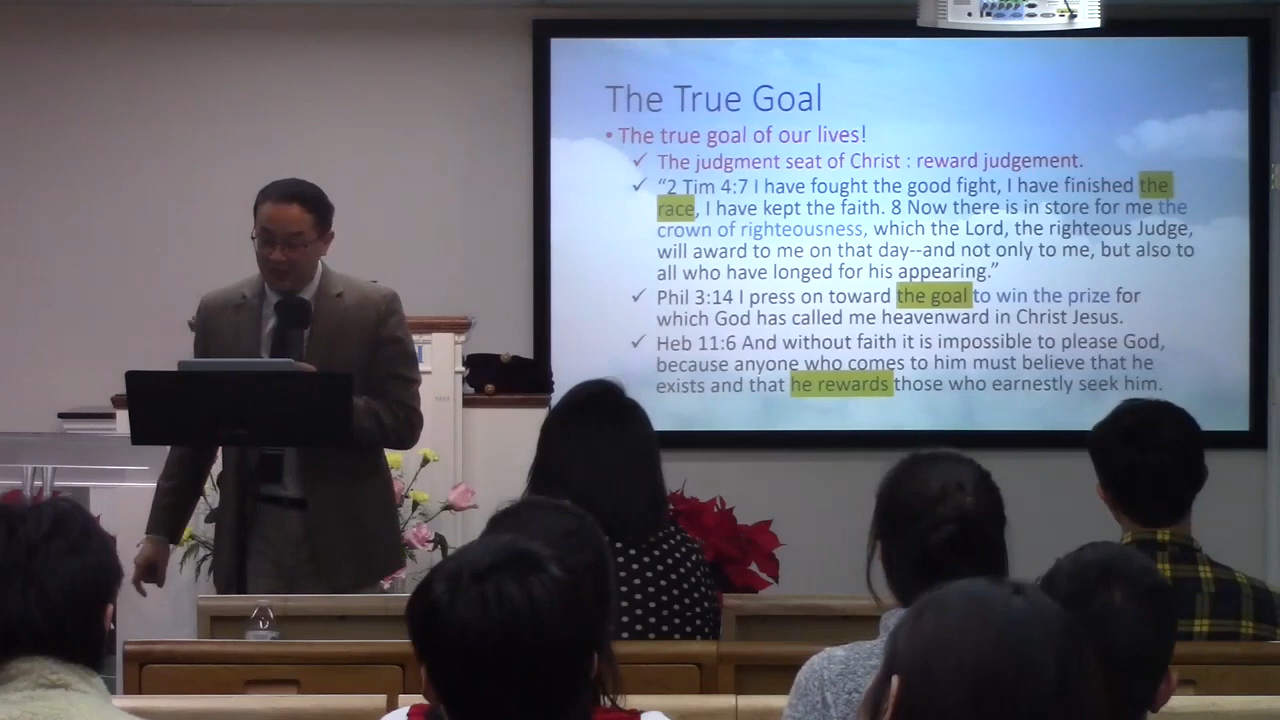 The True Goal
• The true goal of our lives!
✓ The judgment seat of Christ : reward judgement.
✓ “2 Tim 4:7 I have fought the good fight, I have finished the
race, I have kept the faith. 8 Now there is in store for me the
crown of righteousness, which the Lord, the righteous Judge,
will award to me on that day--and not only to me, but also to
all who have longed for his appearing.”
✓ Phil 3:14 I press on toward the goal to win the prize for
which God has called me heavenward in Christ Jesus.
✓ Heb 11:6 And without faith it is impossible to please God,
because anyone who comes to him must believe that he
exists and that he rewards those who earnestly seek him.